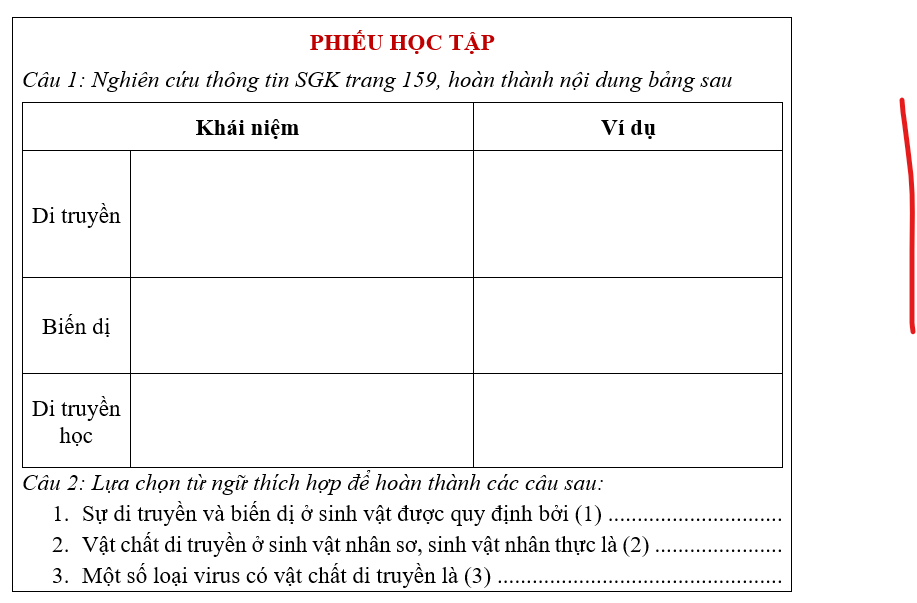 PHIẾU HỌC TẬP
Câu 1: Nghiên cứu thông tin SGK trang 159, hoàn thành nội dung bảng sau
Khái niệm
Ví dụ
Di truyền
Biến dị
Di truyền
học
Câu 2: Lựa chọn từ ngữ thích hợp để hoàn thành các câu sau:
1. Sự di truyền và biến dị ở sinh vật được quy định bởi (1) ..............................
2. Vật chất di truyền ở sinh vật nhân sơ, sinh vật nhân thực là (2) ......................
3. Một số loại virus có vật chất di truyền là (3) .................................................